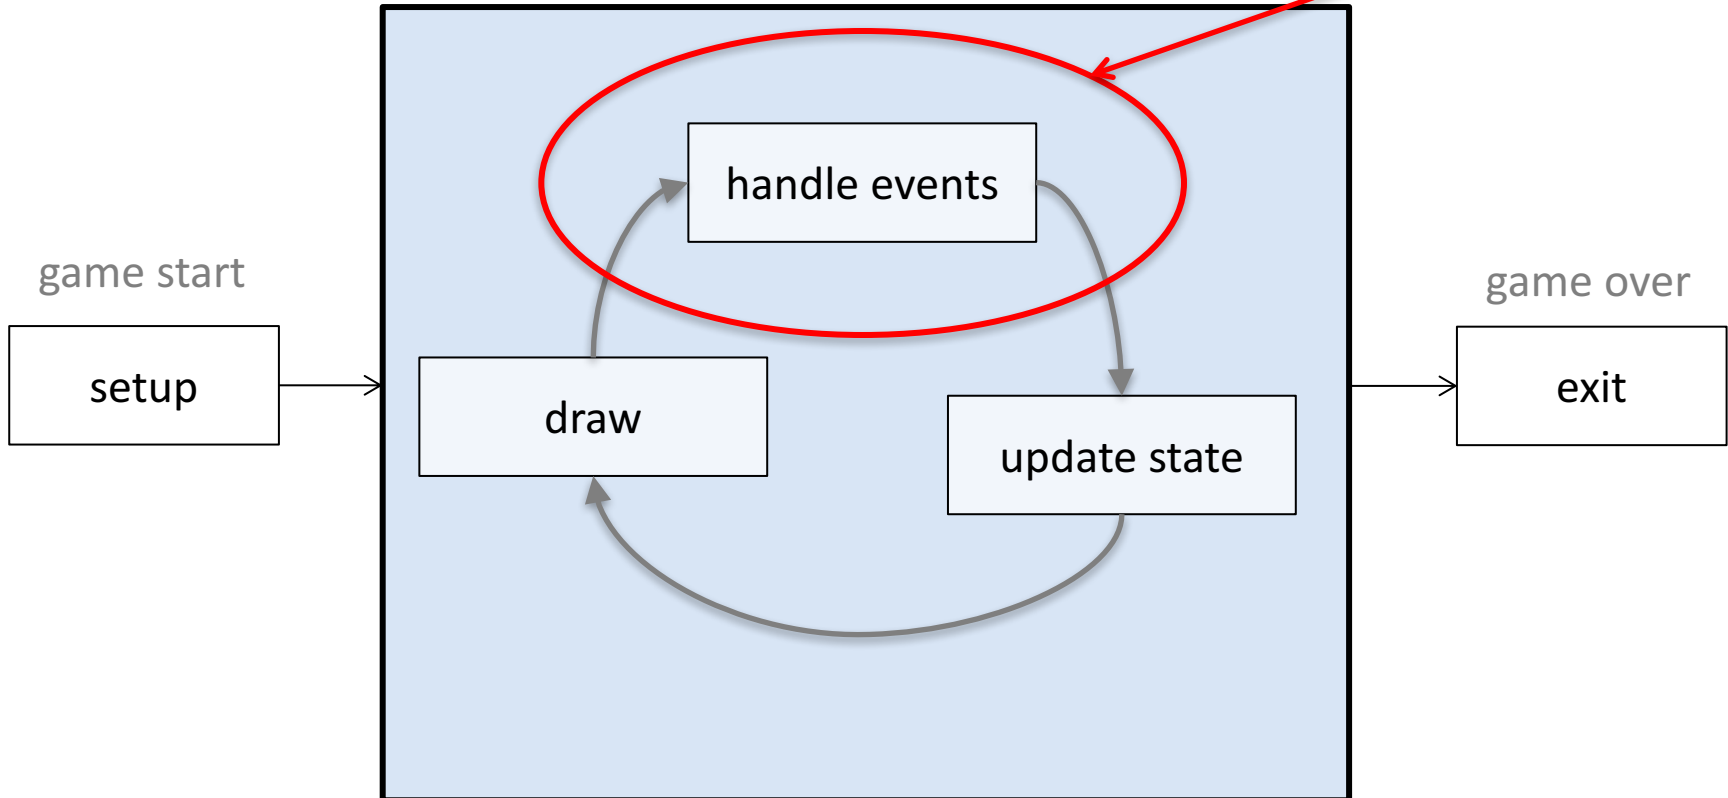 handle events
game start
game over
setup
draw
update state
exit